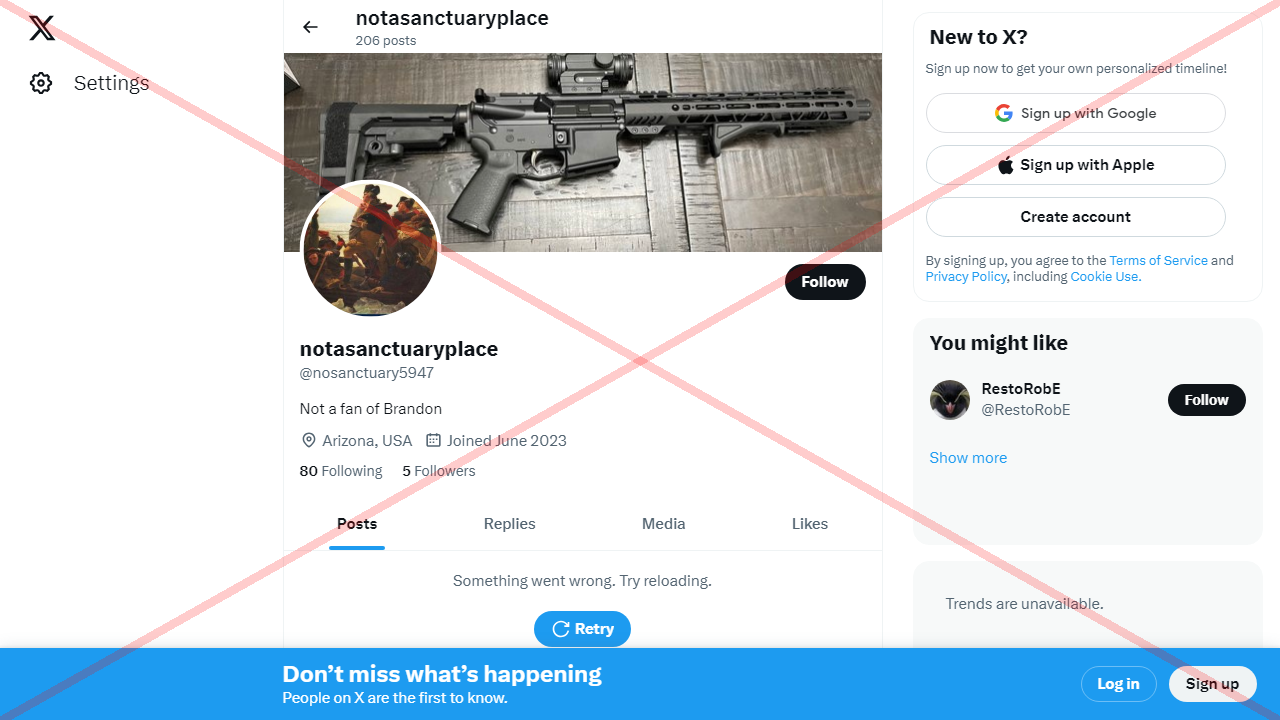 Settings
notasanctuaryplace
206 posts
Follow
notasanctuaryplace
@nosanctuary5947
Not a fan of Brandon
Arizona, USA Joined June 2023
80 Following 5 Followers
Posts Replies Media Likes
Something went wrong. Try reloading.
Retry
New to X?
Sign up now to get your own personalized timeline!
Sign up with Google
Sign up with Apple
Create account
By signing up, you agree to the Terms of Service and
Privacy Policy, including Cookie Use.
You might like
RestoRobE
@RestoRobE
Follow
Show more
Trends are unavailable.
Don’t miss what’s happening
People on X are the first to know.
Log in
Sign up